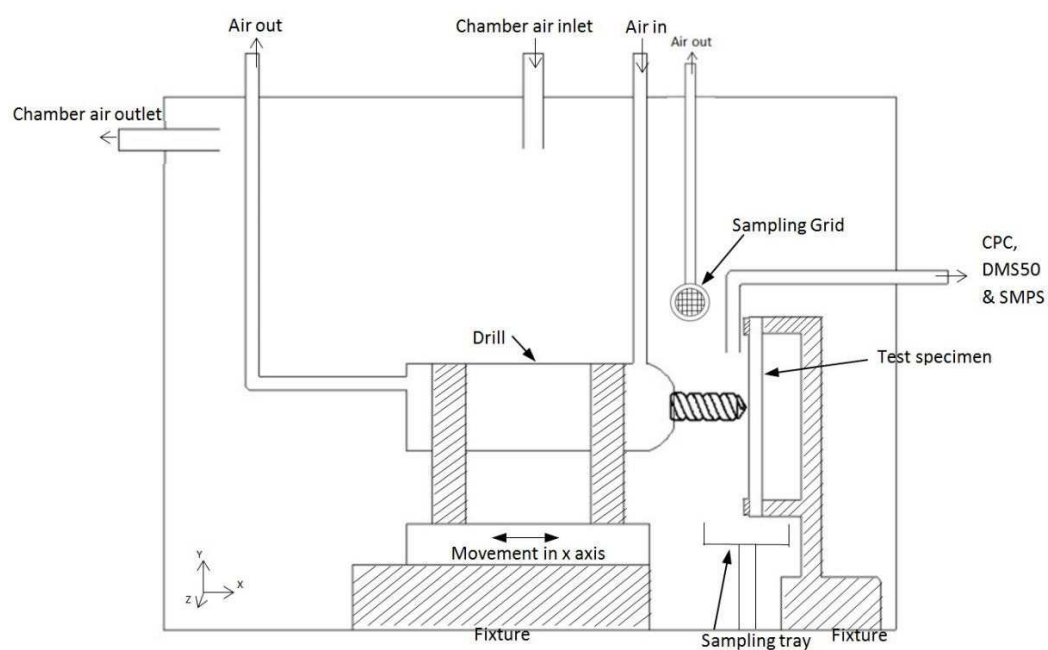 Air out
Chamber air inlet
Air in
Air out
Chamber air outlet
Sampling Grid
CPC,
DMS50
& SMPS
Drill
Test specimen
Movement in x axis
Y
X
Z
Fixture
Sampling tray
Fixture